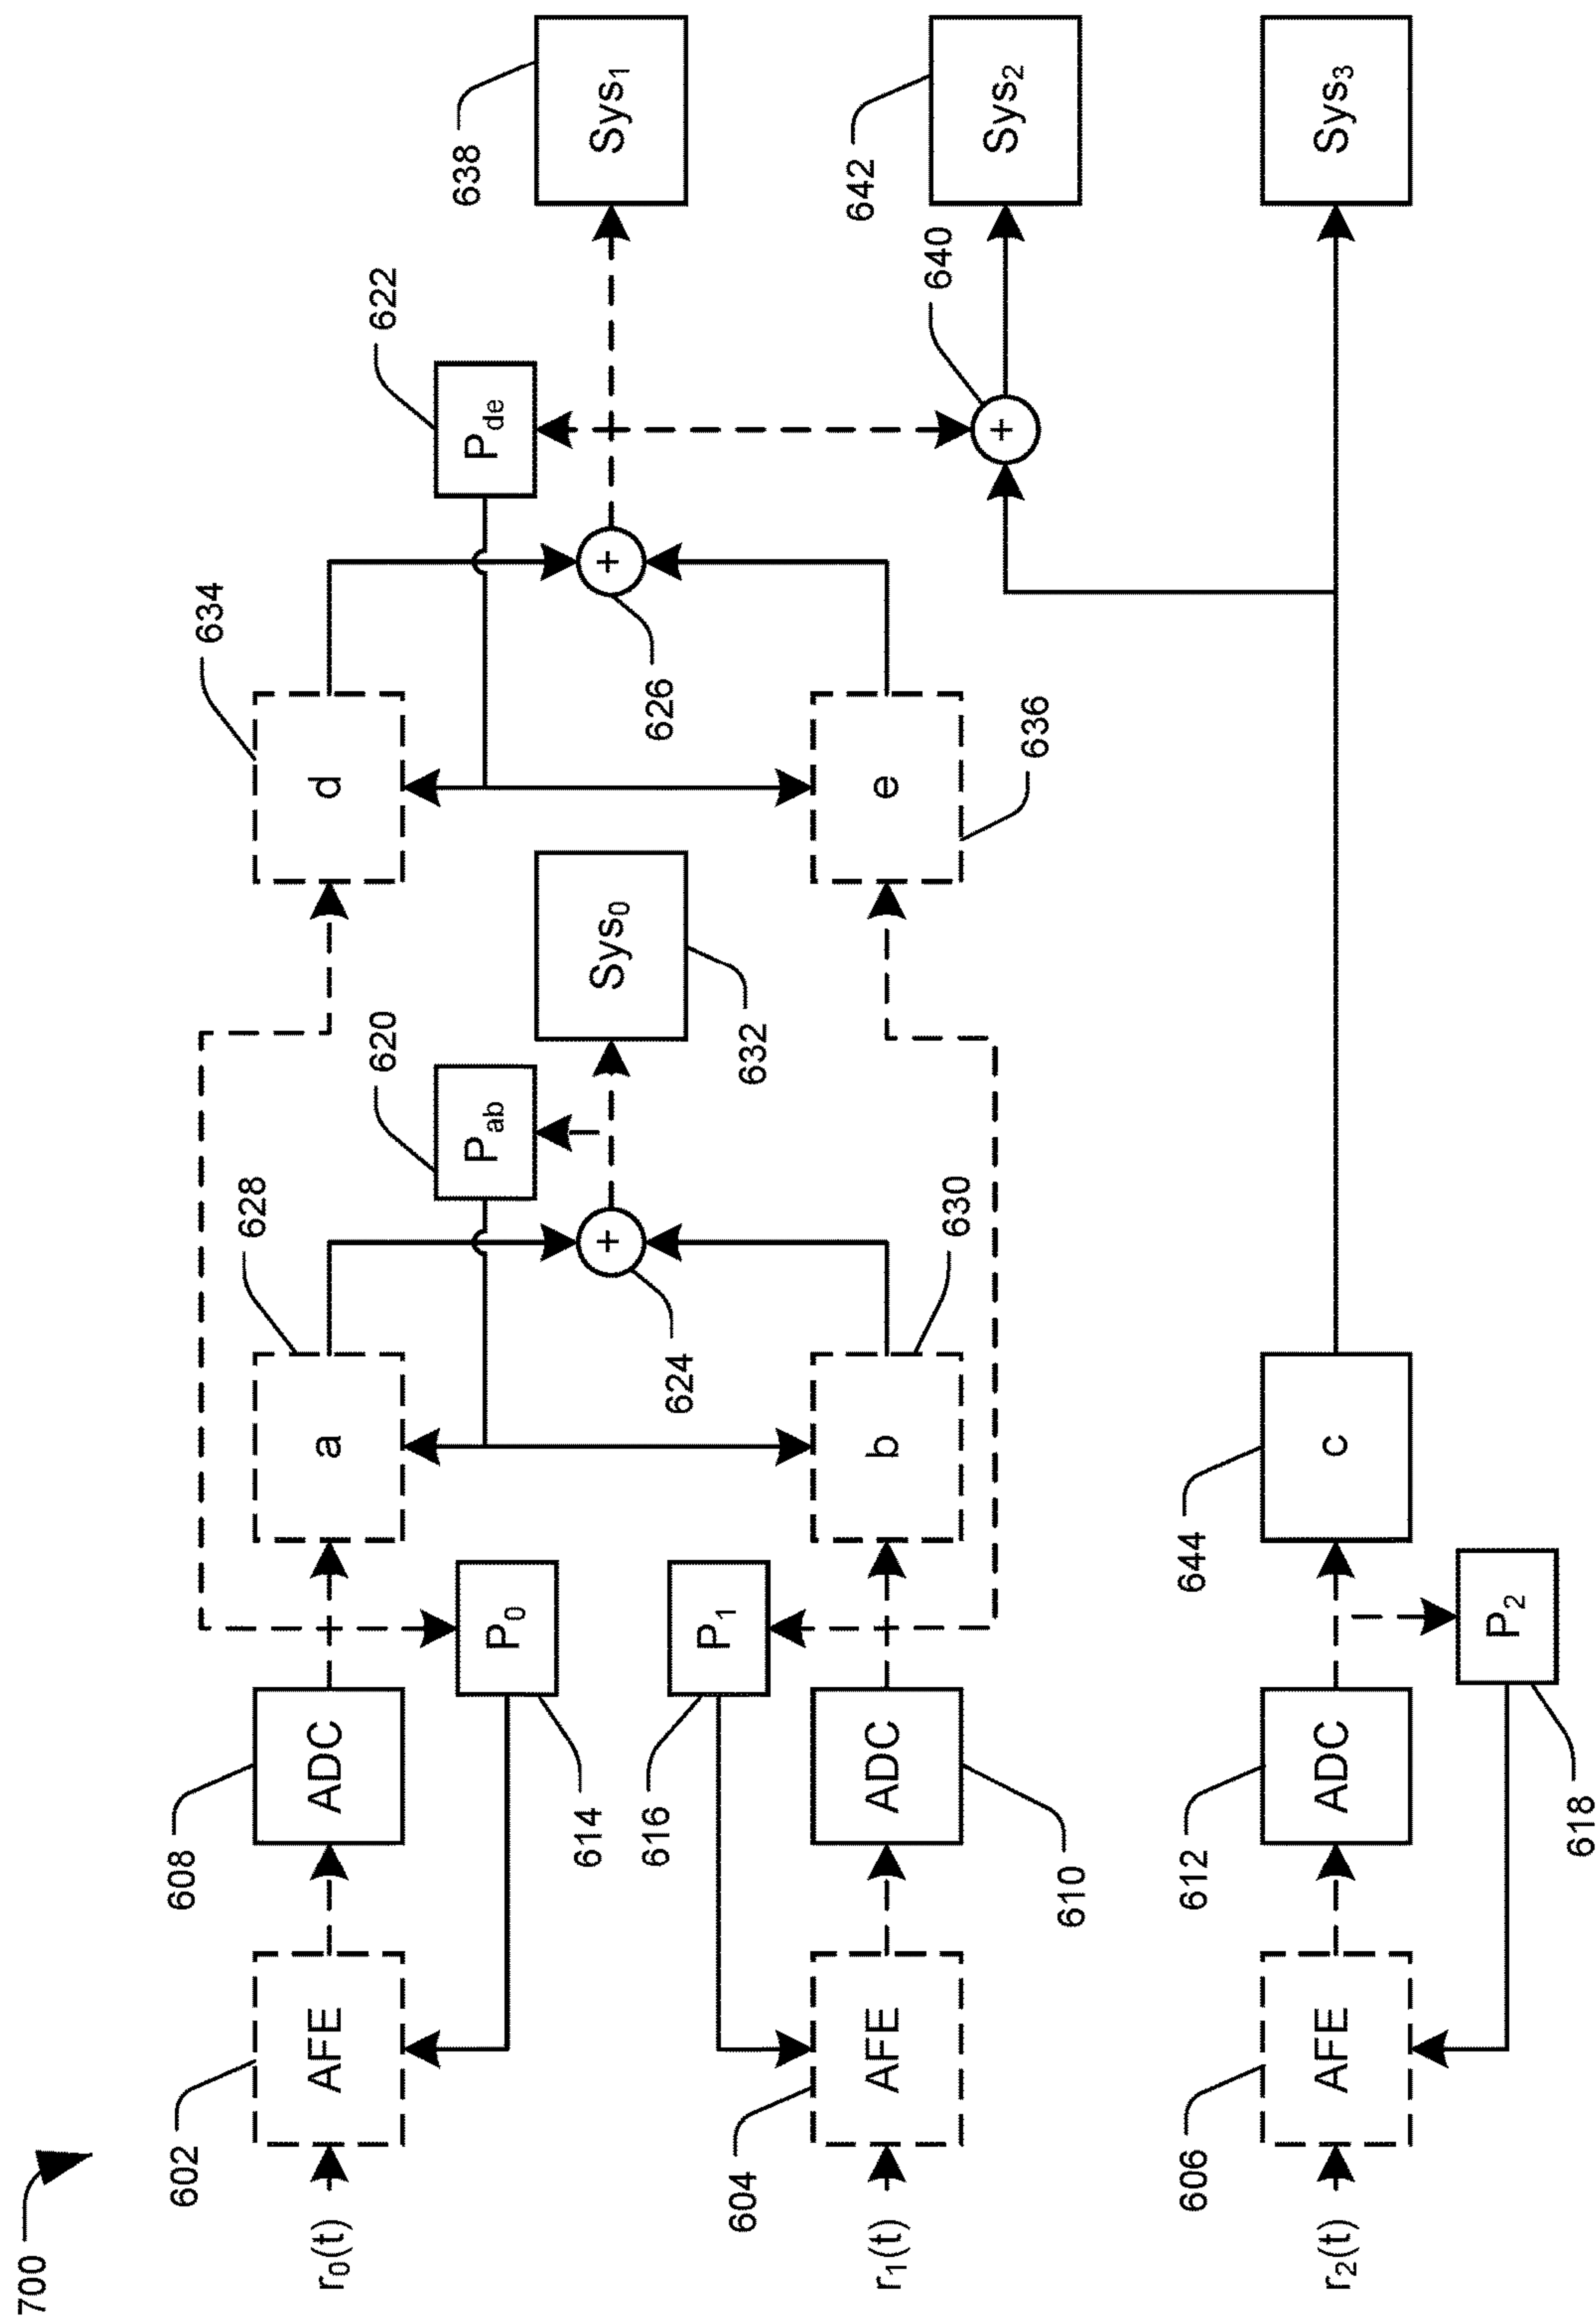 700
r0(t)
602
AFE
608
ADC
P0
614
628
a
620
Pab
+
624
Sys0
632
634
d
622
Pde
+
626
638
Sys1
r1(t)
604
AFE
616
P1
ADC
610
b
630
e
636
640
+
642
Sys2
r2(t)
606
AFE
612
ADC
P2
618
644
c
Sys3